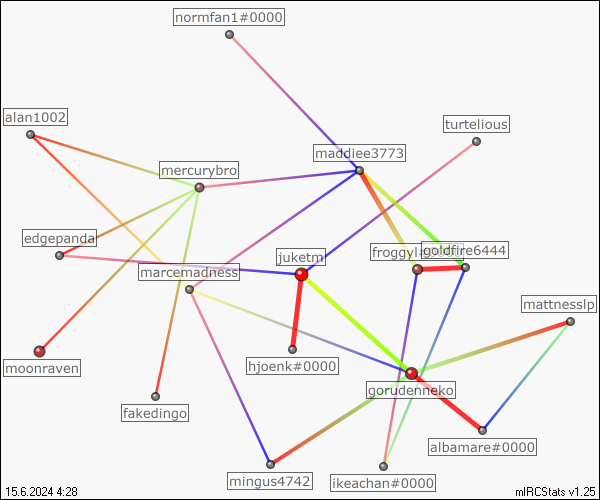 normfan1#0000
alan1002
turtelious
maddiee3773
mercurybro
edgepanda
goldfire6444
juketm
marcemadness
mattnesslp
hjoenk#0000
moonraven
gorudenneko
fakedingo
albamare#0000
mingus4742
ikeachan#0000
15.6.2024 4:28
mIRCStats v1.25